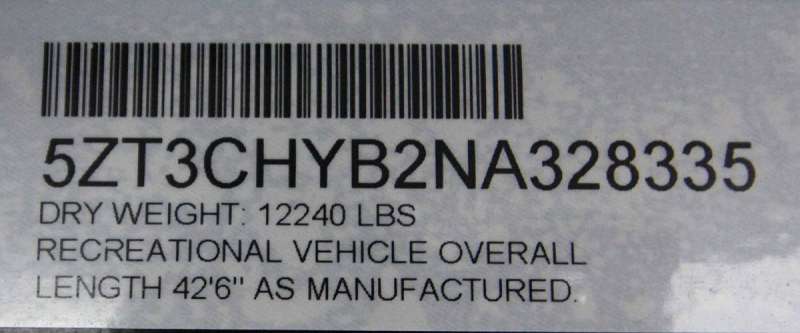 5ZT3CHYB2NA328335
DRY WEIGHT: 12240 LBS
RECREATIONAL VEHICLE OVERALL
LENGTH 42'6" AS MANUFACTURED.